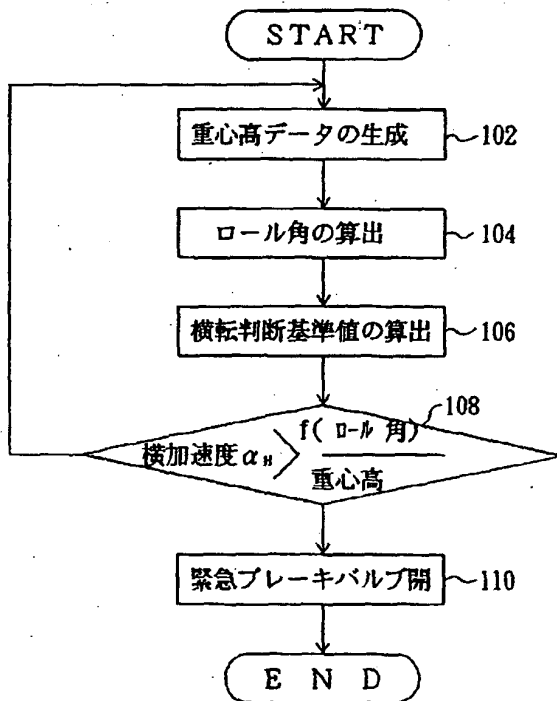 START
重心高データの生成
102
ロール角の算出
104
横転判断基準値の算出
106
108
横加速度αH > f(ロール角)
重心高
緊急ブレーキバルブ開
110
END